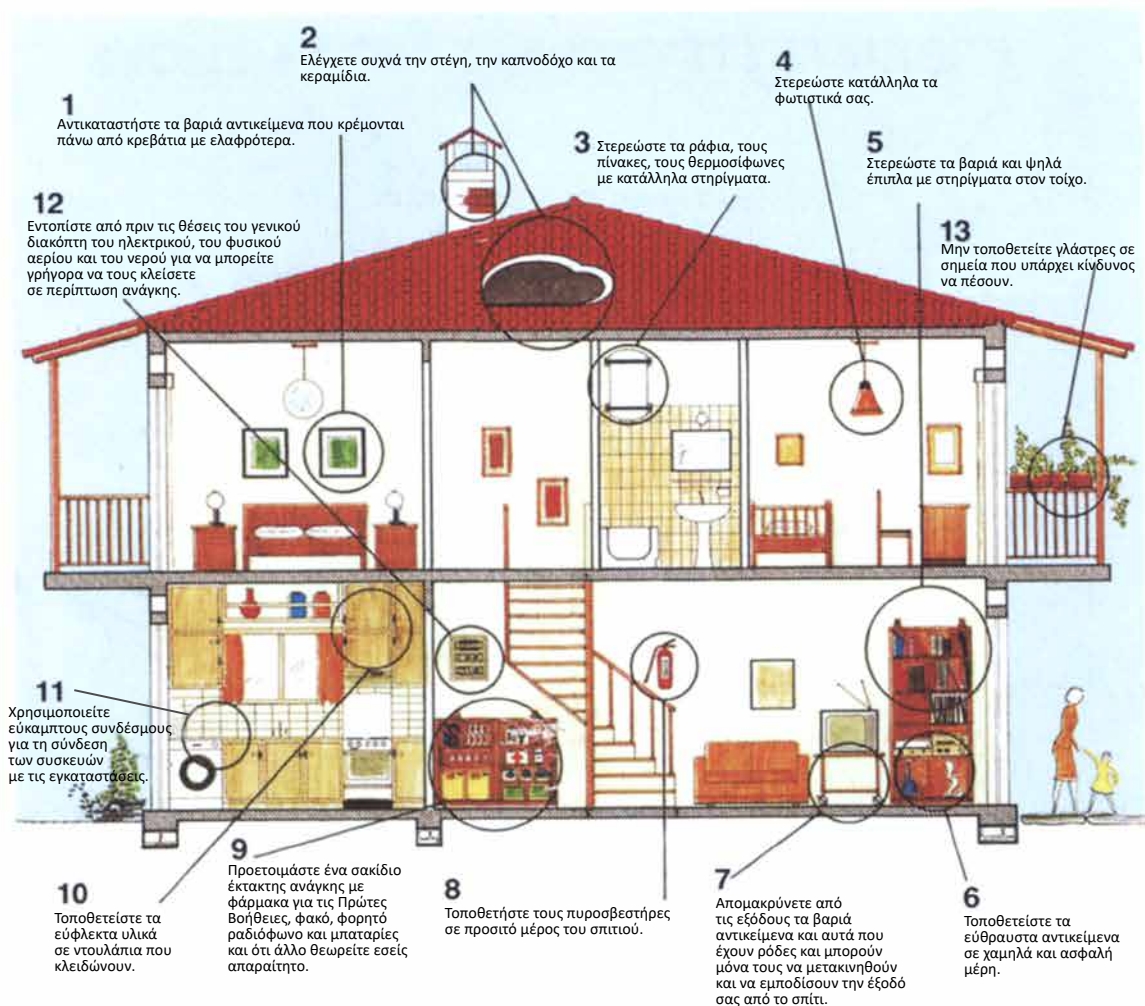 1
Αντικαταστήστε τα βαριά αντικείμενα που κρέμονται
πάνω από κρεβάτια με ελαφρότερα.
2
Ελέγχετε συχνά την στέγη, την καπνοδόχο και τα
κεραμίδια.
3 Στερεώστε τα ράφια, τους
πίνακες, τους θερμοσίφωνες
με κατάλληλα στηρίγματα.
4
Στερεώστε κατάλληλα τα
φωτιστικά σας.
5
Στερεώστε τα βαριά και ψηλά
έπιπλα με στηρίγματα στον τοίχο.
12
Εντοπίστε από πριν τις θέσεις του γενικού
διακόπτη του ηλεκτρικού, του φυσικού
αερίου και του νερού για να μπορείτε
γρήγορα να τους κλείσετε
σε περίπτωση ανάγκης.
13
Μην τοποθετείτε γλάστρες σε
σημεία που υπάρχει κίνδυνος
να πέσουν.
11
Χρησιμοποιείτε
εύκαμπτους συνδέσμους
για τη σύνδεση
των συσκευών
με τις εγκαταστάσεις.
10
Τοποθετείστε τα
εύφλεκτα υλικά
σε ντουλάπια που
κλειδώνουν.
9
Προετοιμάστε ένα σακίδιο
έκτακτης ανάγκης με
φάρμακα για τις Πρώτες
Βοήθειες, φακό, φορητό
ραδιόφωνο και μπαταρίες
και ότι άλλο θεωρείτε εσείς
απαραίτητο.
8
Τοποθετήστε τους πυροσβεστήρες
σε προσιτό μέρος του σπιτιού.
7
Απομακρύνετε από
τις εξόδους τα βαριά
αντικείμενα και αυτά που
έχουν ρόδες και μπορούν
μόνα τους να μετακινηθούν
και να εμποδίσουν την έξοδό
σας από το σπίτι.
6
Τοποθετείστε τα
εύθραυστα αντικείμενα
σε χαμηλά και ασφαλή
μέρη.